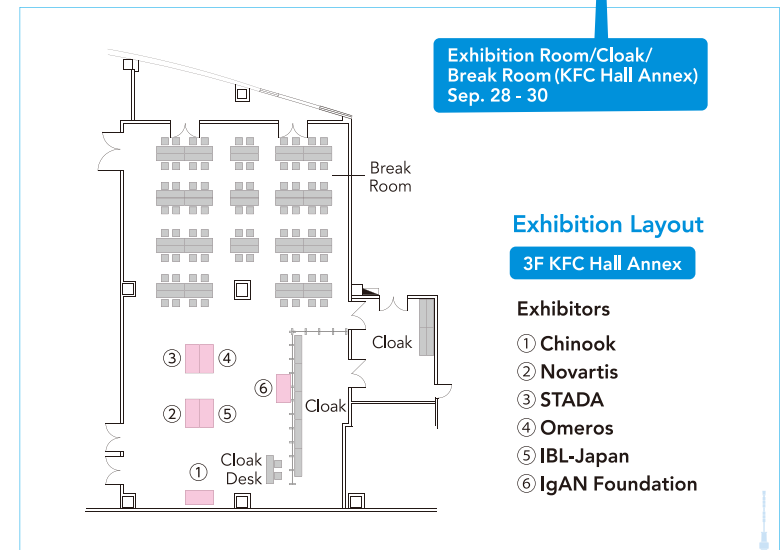 Exhibition Room/Cloak/
Break Room (KFC Hall Annex)
Sep. 28 - 30
Break
Room
Exhibition Layout
3F KFC Hall Annex
Exhibitors
① Chinook
② Novartis
③ STADA
④ Omeros
⑤ IBL-Japan
⑥ IgAN Foundation
Cloak
③ ④
⑥
Cloak
② ⑤
Cloak
Desk
①